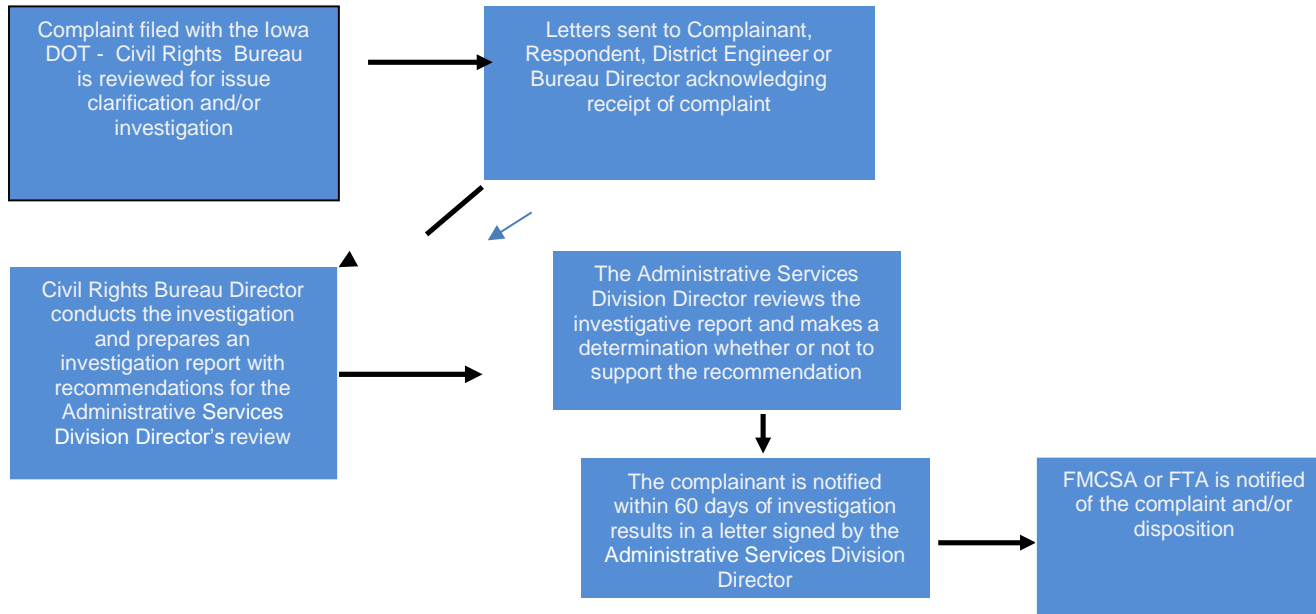 Complaint filed with the Iowa
DOT - Civil Rights Bureau
is reviewed for issue
clarification and/or
investigation
Letters sent to Complainant,
Respondent, District Engineer or
Bureau Director acknowledging
receipt of complaint
Civil Rights Bureau Director
conducts the investigation
and prepares an
investigation report with
recommendations for the
Administrative Services
Division Director's review
The Administrative Services
Division Director reviews the
investigative report and makes a
determination whether or not to
support the recommendation
The complainant is notified
within 60 days of investigation
results in a letter signed by the
Administrative Services Division
Director
FMCSA or FTA is notified
of the complaint and/or
disposition